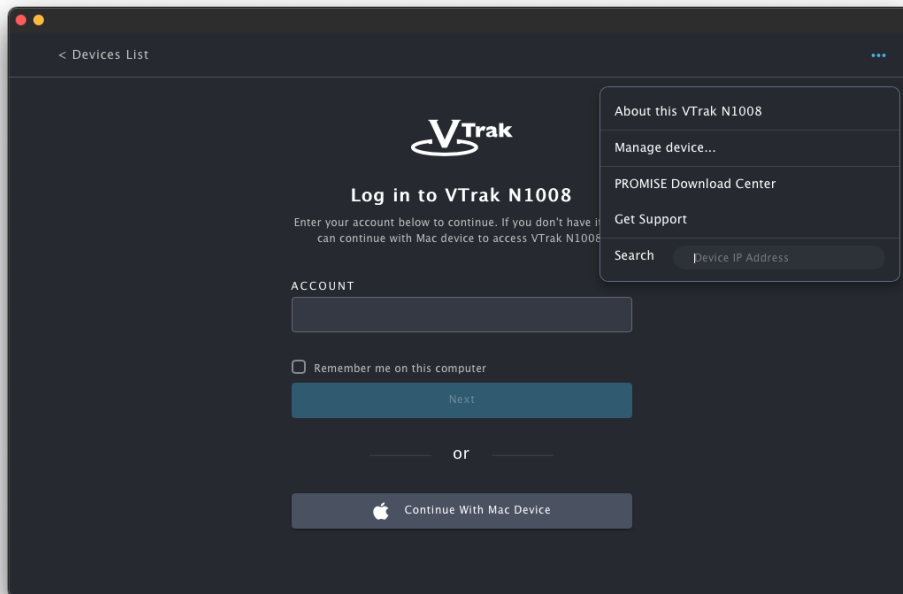 < Devices List
VTrak
Log in to VTrak N1008
Enter your account below to continue. If you don't have i
can continue with Mac device to access VTrak N1008
ACCOUNT
Remember me on this computer
Next
or
Continue With Mac Device
About this VTrak N1008
Manage device...
PROMISE Download Center
Get Support
Search
Device IP Address